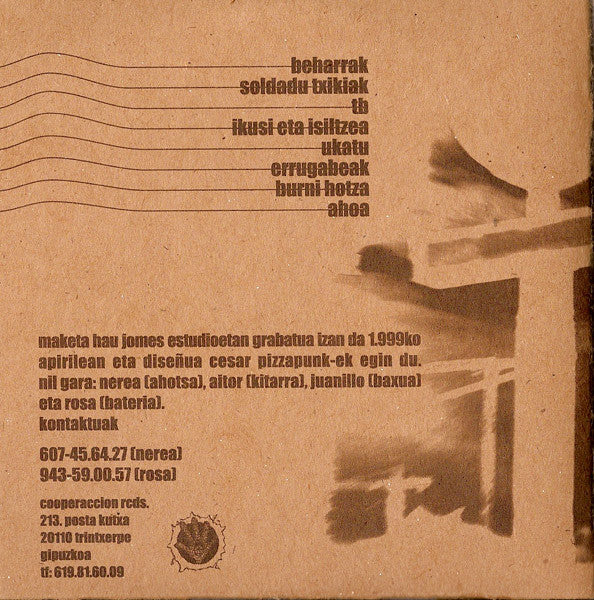 beharrak
soldadu txikiak
tb
ikusi eta isiltzea
ukatu
errugabeak
burni hotza
ahoa
maketa hau jomes estudioetan grabatua izan da 1.999ko
apirilean eta diseñua cesar pizzapunk-ek egin du.
nil gara: nerea (ahotsa), aitor (kitarra), juanillo (baxua)
eta rosa (bateria).
kontaktuak
607-45.64.27 (nerea)
943-59.00.57 (rosa)
cooperaccion rcds.
213. posta kutxa
20110 trintxerpe
gipuzkoa
tf: 619.81.60.09